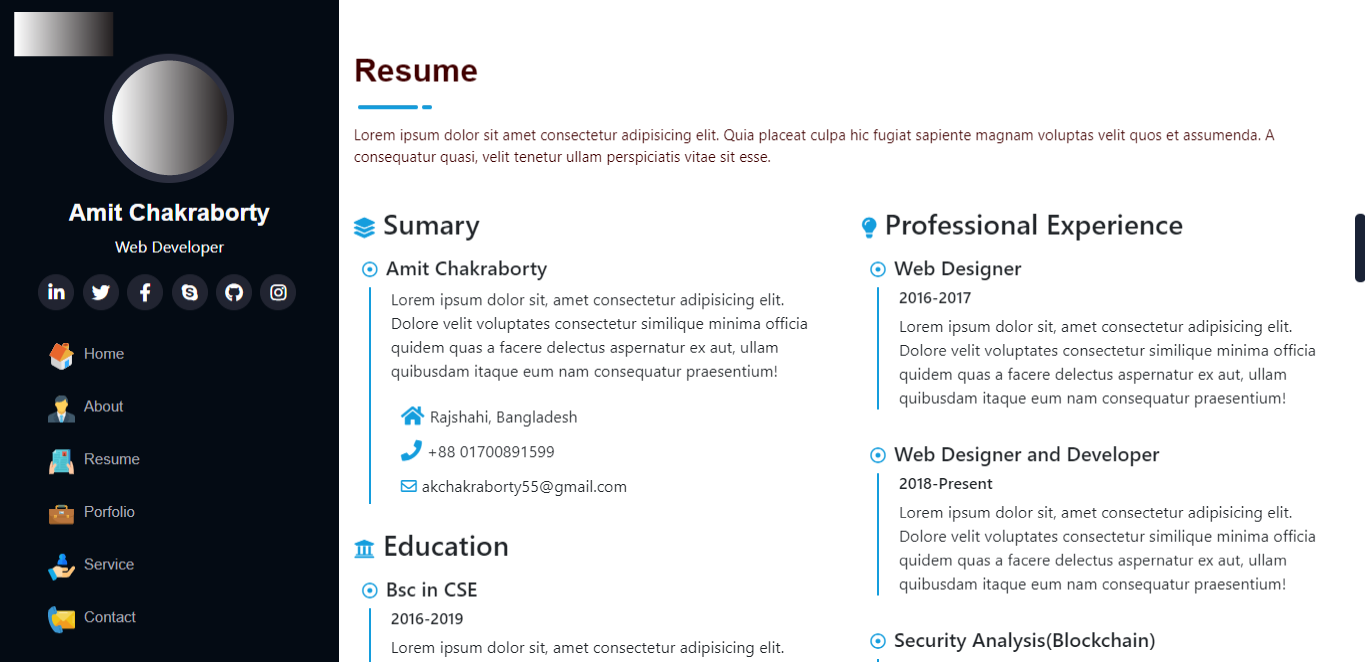 Amit Chakraborty
Web Developer
Home
About
Resume
Porfolio
Service
Contact
Resume
Lorem ipsum dolor sit amet consectetur adipisicing elit. Quia placeat culpa hic fugiat sapiente magnam voluptas velit quos et assumenda. A
consequatur quasi, velit tenetur ullam perspiciatis vitae sit esse.
Sumary
Amit Chakraborty
Lorem ipsum dolor sit, amet consectetur adipisicing elit.
Dolore velit voluptates consectetur similique minima officia
quidem quas a facere delectus aspernatur ex aut, ullam
quibusdam itaque eum nam consequatur praesentium!
Rajshahi, Bangladesh
+88 01700891599
akchakraborty55@gmail.com
Education
Bsc in CSE
2016-2019
Lorem ipsum dolor sit, amet consectetur adipisicing elit.
Professional Experience
Web Designer
2016-2017
Lorem ipsum dolor sit, amet consectetur adipisicing elit.
Dolore velit voluptates consectetur similique minima officia
quidem quas a facere delectus aspernatur ex aut, ullam
quibusdam itaque eum nam consequatur praesentium!
Web Designer and Developer
2018-Present
Lorem ipsum dolor sit, amet consectetur adipisicing elit.
Dolore velit voluptates consectetur similique minima officia
quidem quas a facere delectus aspernatur ex aut, ullam
quibusdam itaque eum nam consequatur praesentium!
Security Analysis(Blockchain)